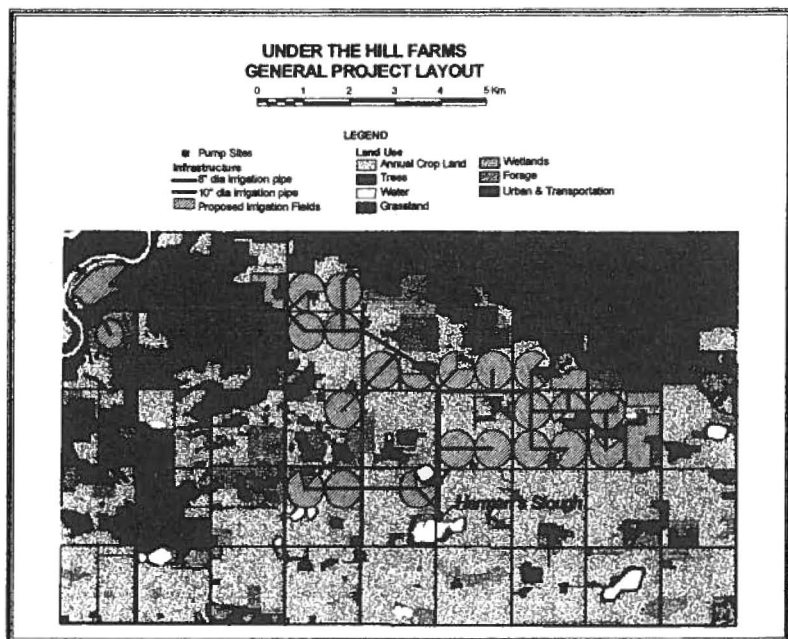 UNDER THE HILL FARMS
GENERAL PROJECT LAYOUT
0 1 2 3 4 5 Km
LEGEND
Pump Sites
Infrastructure
8" dia irrigation pipe
10" dia irrigation pipe
Proposed Irrigation Fields
Land Use
Annual Crop Land
Trees
Water
Grassland
Wetlands
Forage
Urban & Transportation
Slough